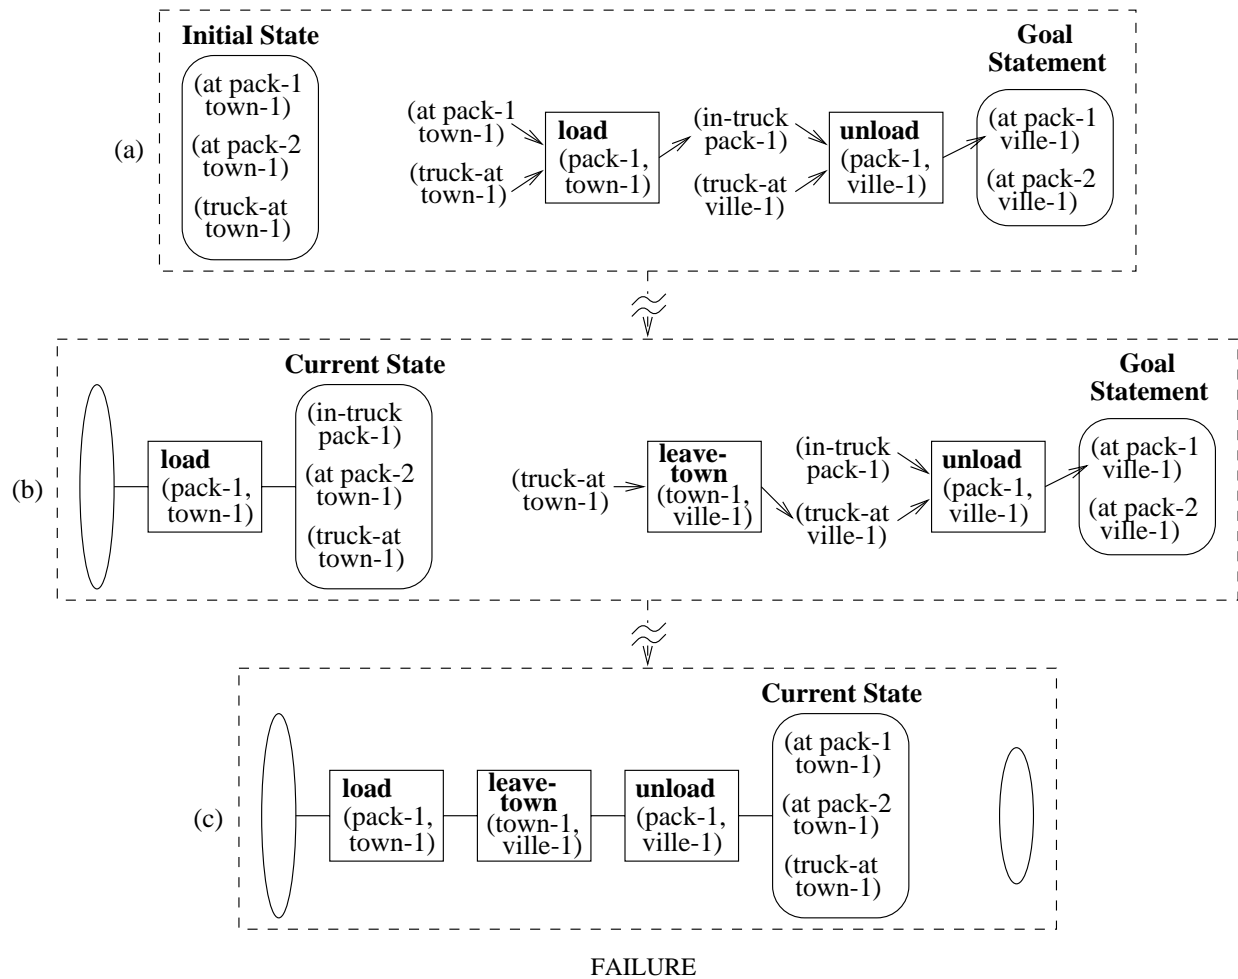 Initial State
(at pack-1
town-1)
(at pack-2
town-1)
(truck-at
town-1)
(a)
(at pack-1
town-1)
(truck-at
town-1)
load
(pack-1,
town-1)
(in-truck
pack-1)
(truck-at
ville-1)
unload
(pack-1,
ville-1)
Goal
Statement
(at pack-1
ville-1)
(at pack-2
ville-1)
(b)
load
(pack-1,
town-1)
Current State
(in-truck
pack-1)
(at pack-2
town-1)
(truck-at
town-1)
(truck-at
town-1)
leave-
town
(town-1,
ville-1)
(in-truck
pack-1)
(truck-at
ville-1)
unload
(pack-1,
ville-1)
Goal
Statement
(at pack-1
ville-1)
(at pack-2
ville-1)
(c)
load
(pack-1,
town-1)
leave-
town
(town-1,
ville-1)
unload
(pack-1,
ville-1)
Current State
(at pack-1
town-1)
(at pack-2
town-1)
(truck-at
town-1)
FAILURE